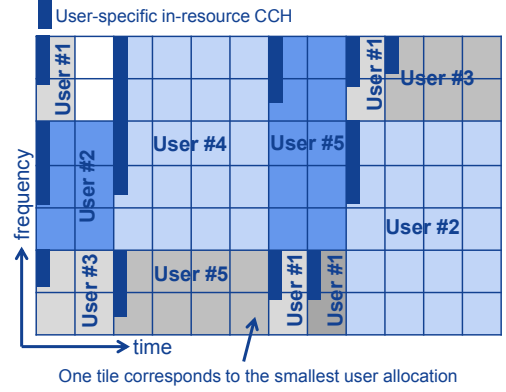 User-specific in-resource CCH
User #1
User #1
User #3
User #2
User #4
User #5
User #2
User #3
User #5
User #1
User #1
frequency
time
One tile corresponds to the smallest user allocation